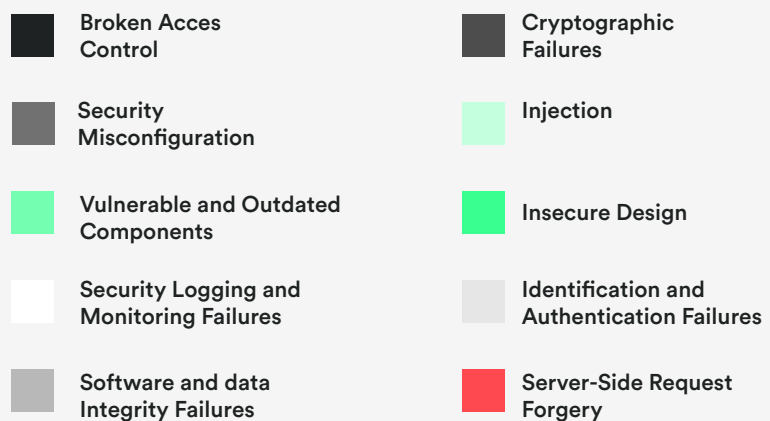 Broken Acces
Control
Cryptographic
Failures
Security
Misconfiguration
Injection
Vulnerable and Outdated
Components
Insecure Design
Security Logging and
Monitoring Failures
Identification and
Authentication Failures
Software and data
Integrity Failures
Server-Side Request
Forgery